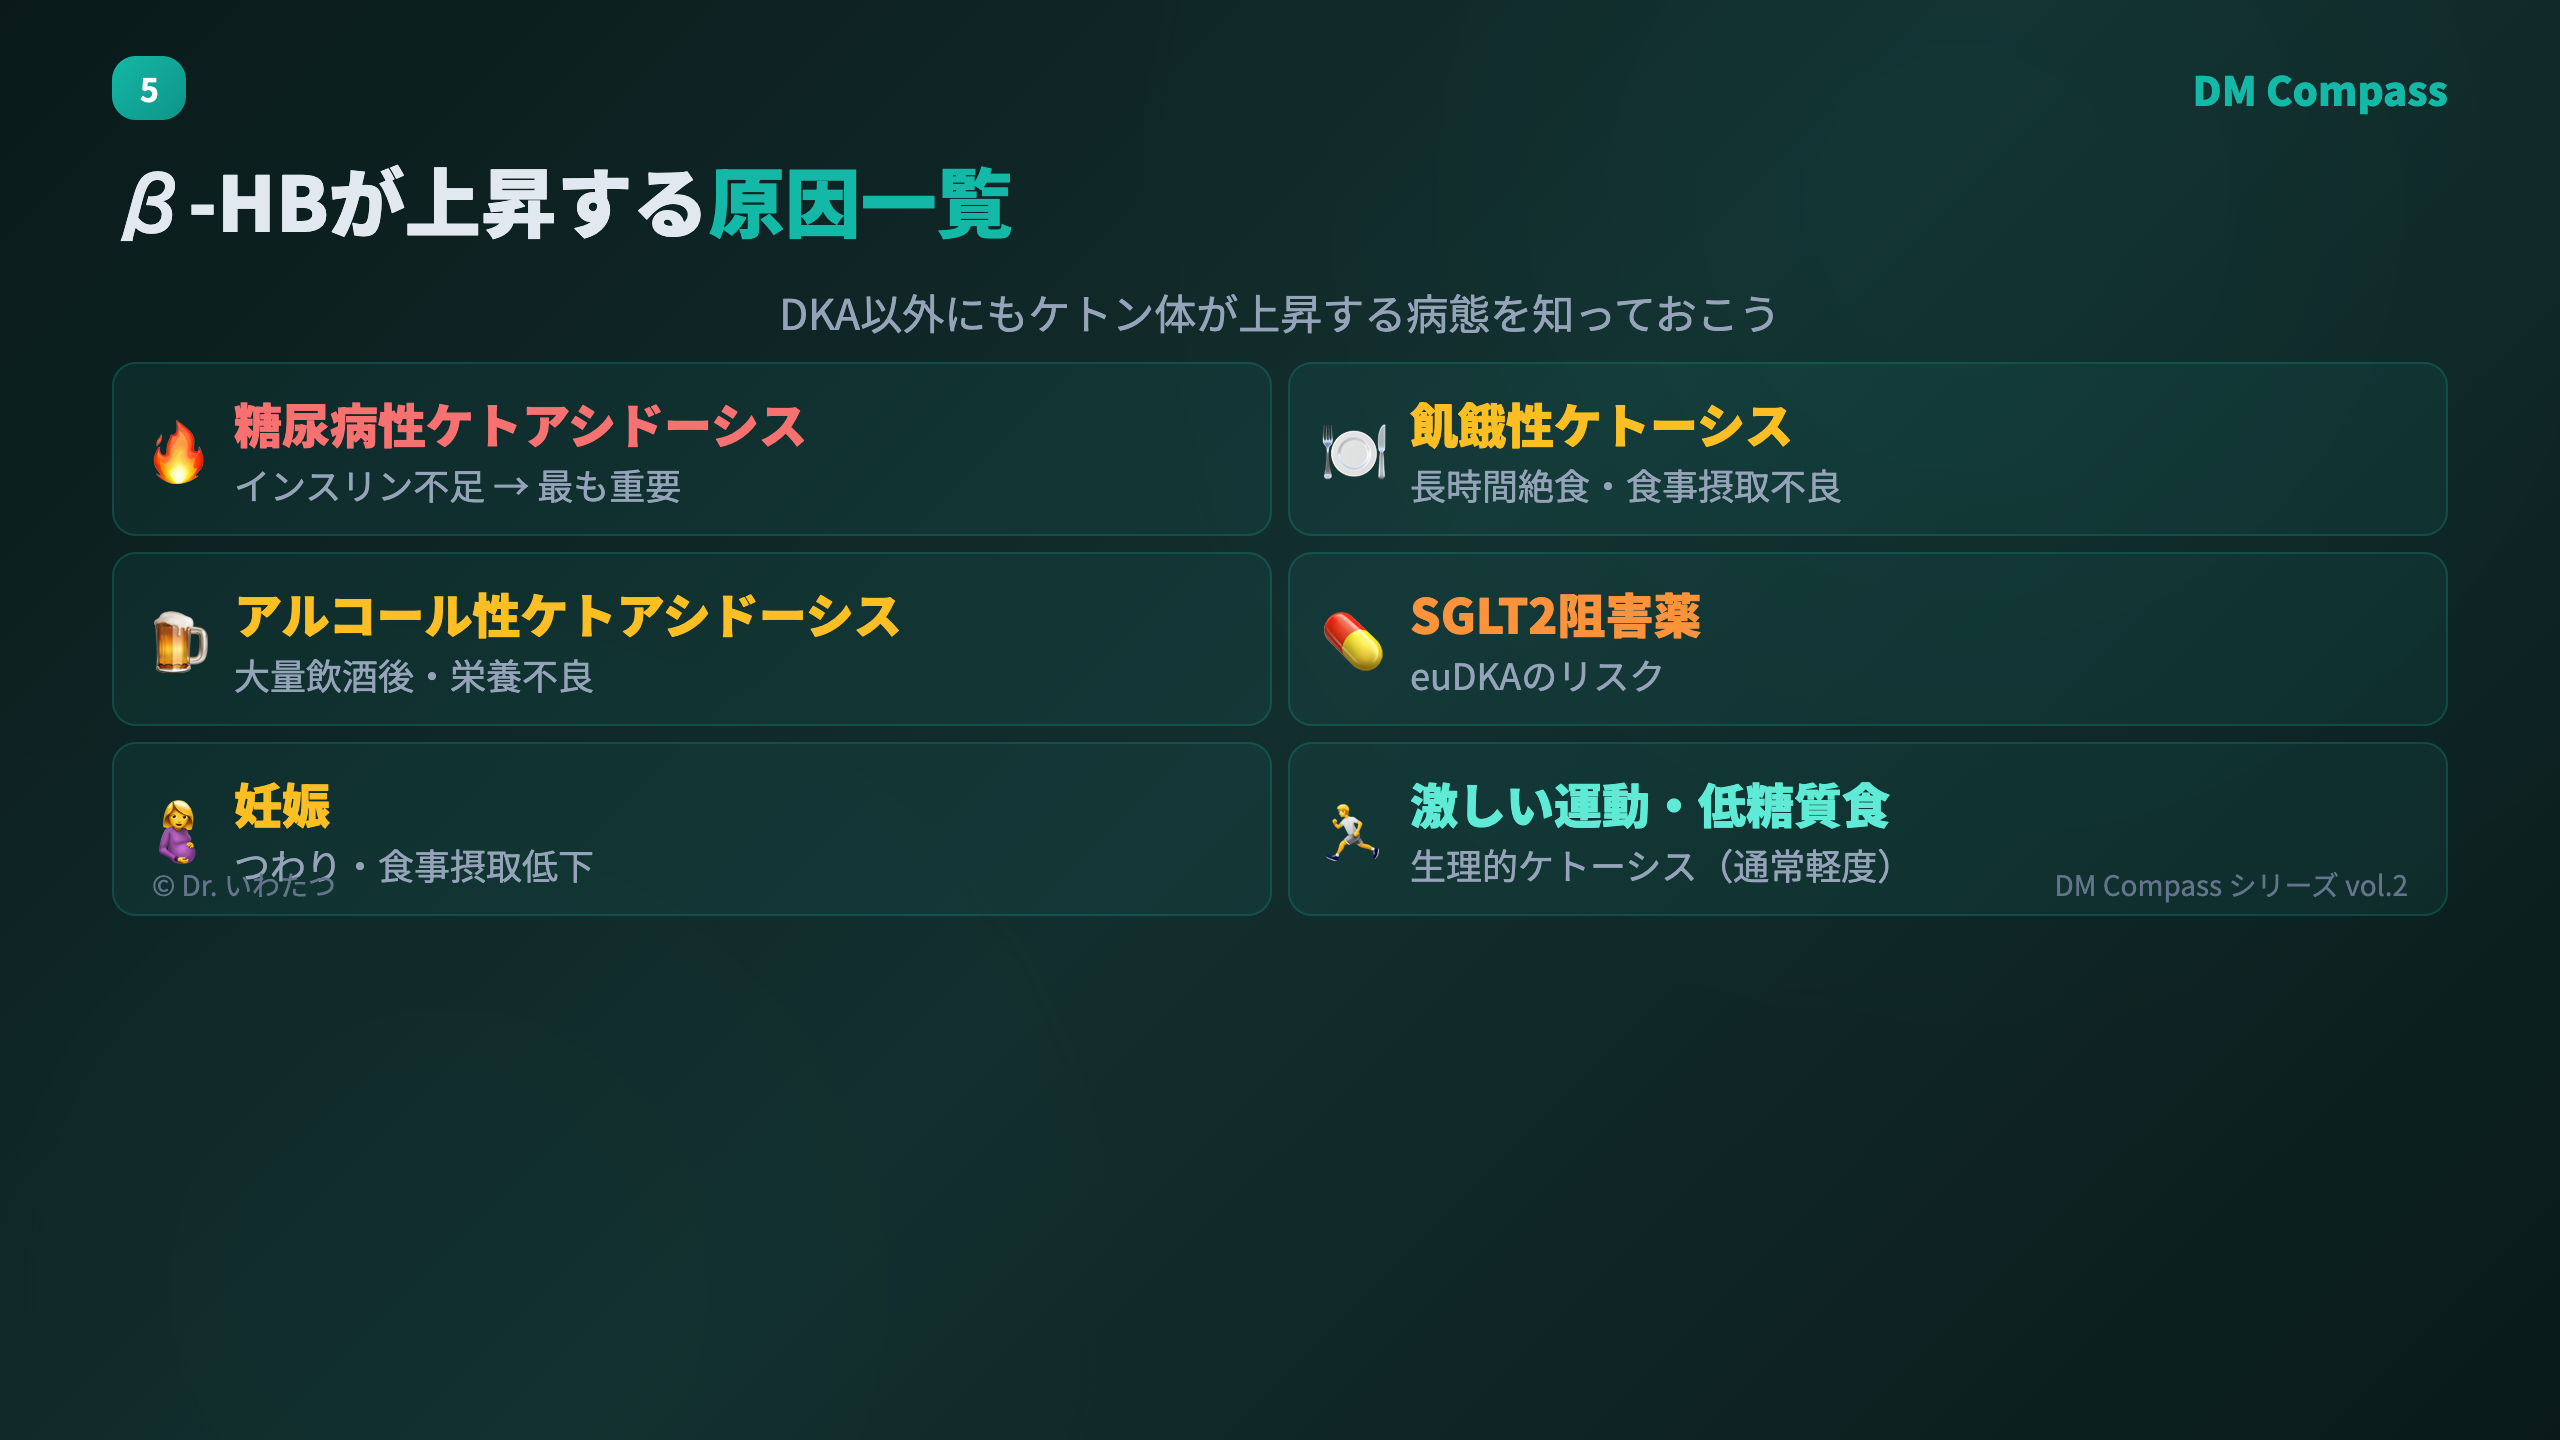 5
DM Compass
β-HBが上昇する原因一覧
DKA以外にもケトン体が上昇する病態を知っておこう
糖尿病性ケトアシドーシス
インスリン不足 → 最も重要
飢餓性ケトーシス
長時間絶食・食事摂取不良
アルコール性ケトアシドーシス
大量飲酒後・栄養不良
SGLT2阻害薬
euDKAのリスク
妊娠
つわり・食事摂取低下
激しい運動・低糖質食
生理的ケトーシス（通常軽度）
© Dr. いわたつ
DM Compass シリーズ vol.2